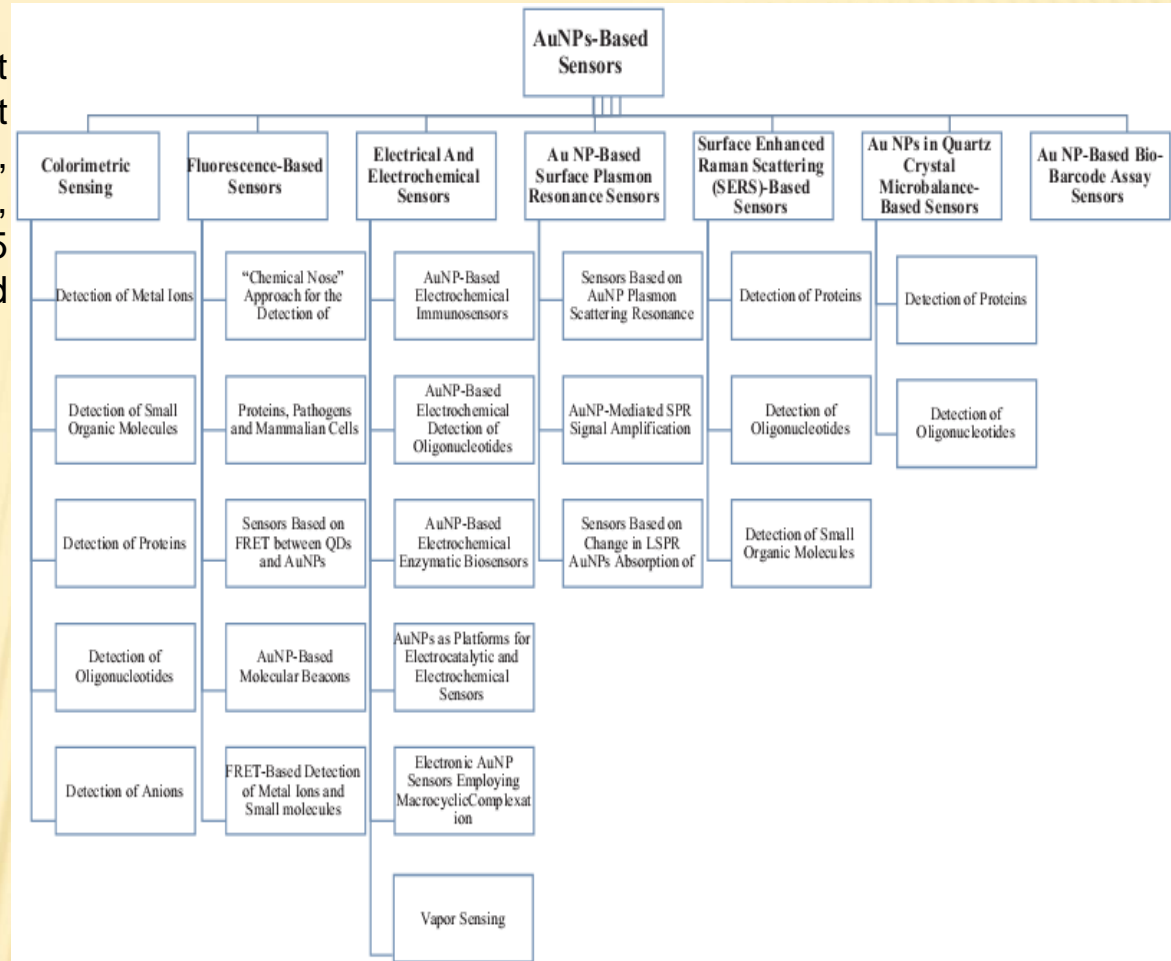 t
t
,
,
5
d
AuNPs-Based
Sensors
Colorimetric
Sensing
Fluorescence-Based
Sensors
Electrical And
Electrochemical
Sensors
Au NP-Based
Surface Plasmon
Resonance Sensors
Surface Enhanced
Raman Scattering
(SERS)-Based
Sensors
Au NPs in Quartz
Crystal
Microbalance-
Based Sensors
Au NP-Based Bio-
Barcode Assay
Sensors
Detection of Metal Ions
Detection of Small
Organic Molecules
Detection of Proteins
Detection of
Oligonucleotides
Detection of Anions
“Chemical Nose”
Approach for the
Detection of
Proteins, Pathogens
and Mammalian Cells
Sensors Based on
FRET between QDs
and AuNPs
AuNP-Based
Molecular Beacons
FRET-Based Detection
of Metal Ions and
Small molecules
AuNP-Based
Electrochemical
Immunosensors
AuNP-Based
Electrochemical
Detection of
Oligonucleotides
AuNP-Based
Electrochemical
Enzymatic Biosensors
AuNPs as Platforms for
Electrocatalytic and
Electrochemical
Sensors
Electronic AuNP
Sensors Employing
MacrocyclicComplexat
ion
Vapor Sensing
Sensors Based on
AuNP Plasmon
Scattering Resonance
AuNP-Mediated SPR
Signal Amplification
Sensors Based on
Change in LSPR
AuNPs Absorption of
Detection of Proteins
Detection of
Oligonucleotides
Detection of Small
Organic Molecules
Detection of Proteins
Detection of
Oligonucleotides